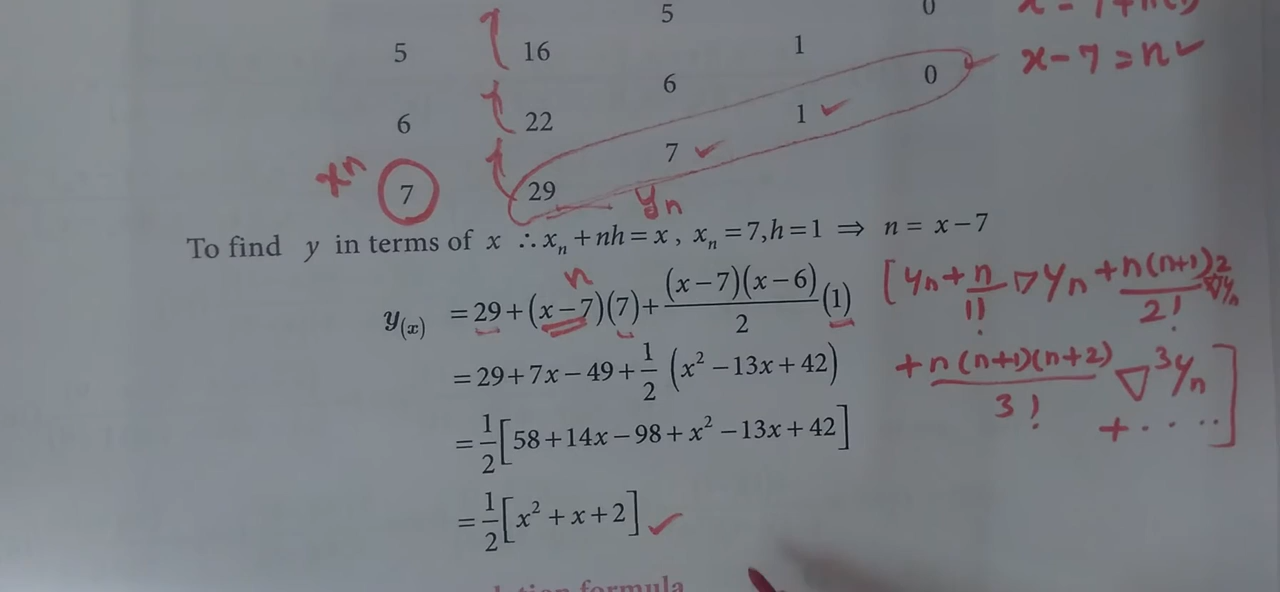 5 0 x - 7 + n(1)
5 16 1 x - 7 = n ✓
6 0
6 22 1 ✓
7 ✓
xn 7 29 yn
To find y in terms of x ∴ xₙ + nh = x , xₙ = 7, h = 1 ⇒ n = x − 7
n
y₍ₓ₎ = 29 + (x − 7)(7) + (x − 7)(x − 6)/2 (1) [yn + n/1! ∇yn + n(n+1)/2! ∇²yn
= 29 + 7x − 49 + 1/2 (x² − 13x + 42) + n(n+1)(n+2)/3! ∇³yn
= 1/2 [58 + 14x − 98 + x² − 13x + 42] + . . . .]
= 1/2 [x² + x + 2] ✓
formula